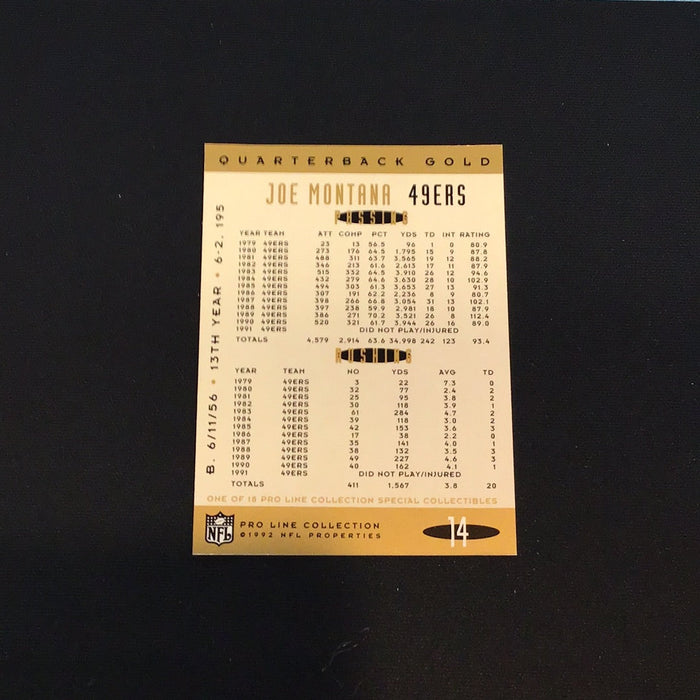 QUARTERBACK GOLD
JOE MONTANA 49ERS
PASSING
YEAR TEAM ATT COMP PCT YDS TD INT RATING
1979 49ERS 23 13 56.5 96 1 0 80.9
1980 49ERS 273 176 64.5 1,795 15 9 87.8
1981 49ERS 488 311 63.7 3,565 19 12 88.2
1982 49ERS 346 213 61.6 2,613 17 11 87.9
1983 49ERS 515 332 64.5 3,910 26 12 94.6
1984 49ERS 432 279 64.6 3,630 28 10 102.9
1985 49ERS 494 303 61.3 3,653 27 13 91.3
1986 49ERS 307 191 62.2 2,236 8 9 80.7
1987 49ERS 398 266 66.8 3,054 31 13 102.1
1988 49ERS 397 238 59.9 2,981 18 10 87.9
1989 49ERS 386 271 70.2 3,521 26 8 112.4
1990 49ERS 520 321 61.7 3,944 26 16 89.0
1991 49ERS DID NOT PLAY/INJURED
TOTALS 4,579 2,914 63.6 34,998 242 123 93.4
RUSHING
YEAR TEAM NO YDS AVG TD
1979 49ERS 3 22 7.3 0
1980 49ERS 32 77 2.4 2
1981 49ERS 25 95 3.8 2
1982 49ERS 30 118 3.9 1
1983 49ERS 61 284 4.7 2
1984 49ERS 39 118 3.0 2
1985 49ERS 42 153 3.6 3
1986 49ERS 17 38 2.2 0
1987 49ERS 35 141 4.0 1
1988 49ERS 38 132 3.5 3
1989 49ERS 49 227 4.6 3
1990 49ERS 40 162 4.1 1
1991 49ERS DID NOT PLAY/INJURED
TOTALS 411 1,567 3.8 20
B. 6/11/56 • 13TH YEAR • 6-2, 195
ONE OF 18 PRO LINE COLLECTION SPECIAL COLLECTIBLES
NFL
PRO LINE COLLECTION
©1992 NFL PROPERTIES
14